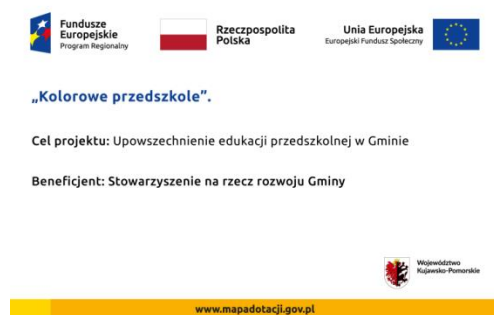 Fundusze
Europejskie
Program Regionalny
Rzeczpospolita
Polska
Unia Europejska
Europejski Fundusz Społeczny
„Kolorowe przedszkole”.
Cel projektu: Upowszechnienie edukacji przedszkolnej w Gminie
Beneficjent: Stowarzyszenie na rzecz rozwoju Gminy
Województwo
Kujawsko-Pomorskie
www.mapadotacji.gov.pl